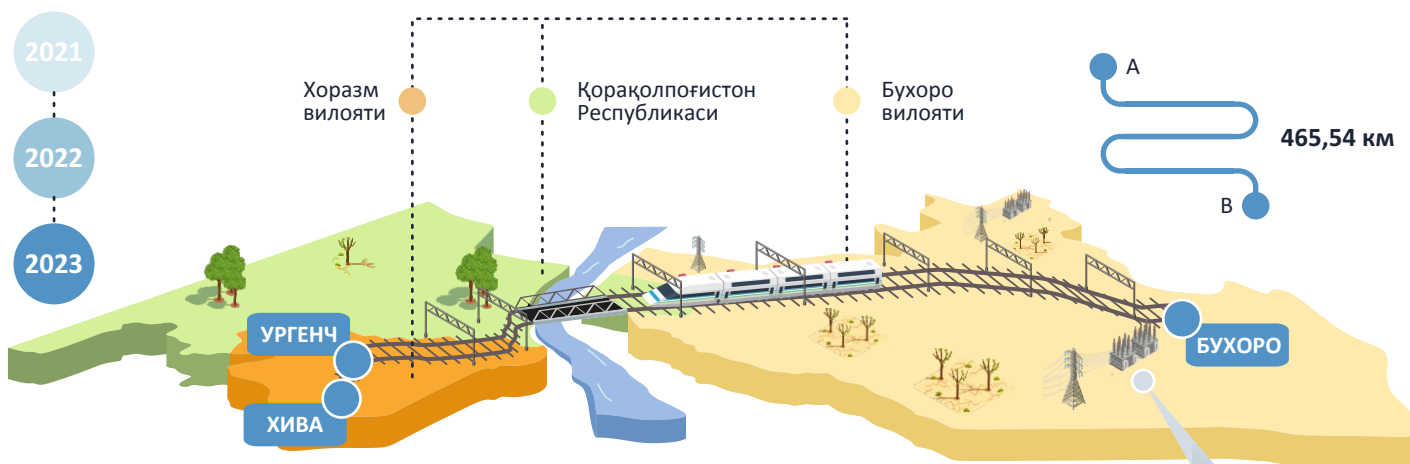 2021
2022
2023
Хоразм
вилояти
Қорақолпоғистон
Республикаси
Бухоро
вилояти
A
465,54 км
B
УРГЕНЧ
ХИВА
БУХОРО